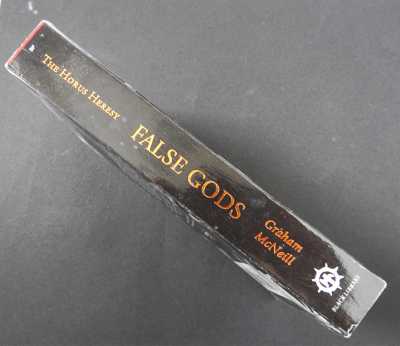 THE HORUS HERESY
FALSE GODS
Graham
McNeill
BLACK LIBRARY